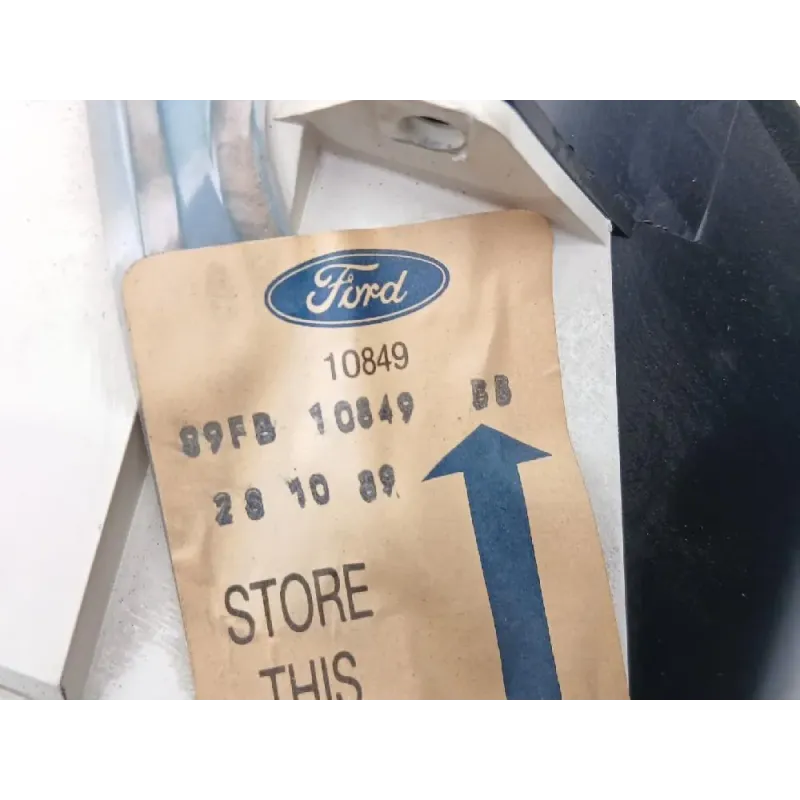 Ford
10849
89FB 10849 BB
28 10 89
STORE
THIS